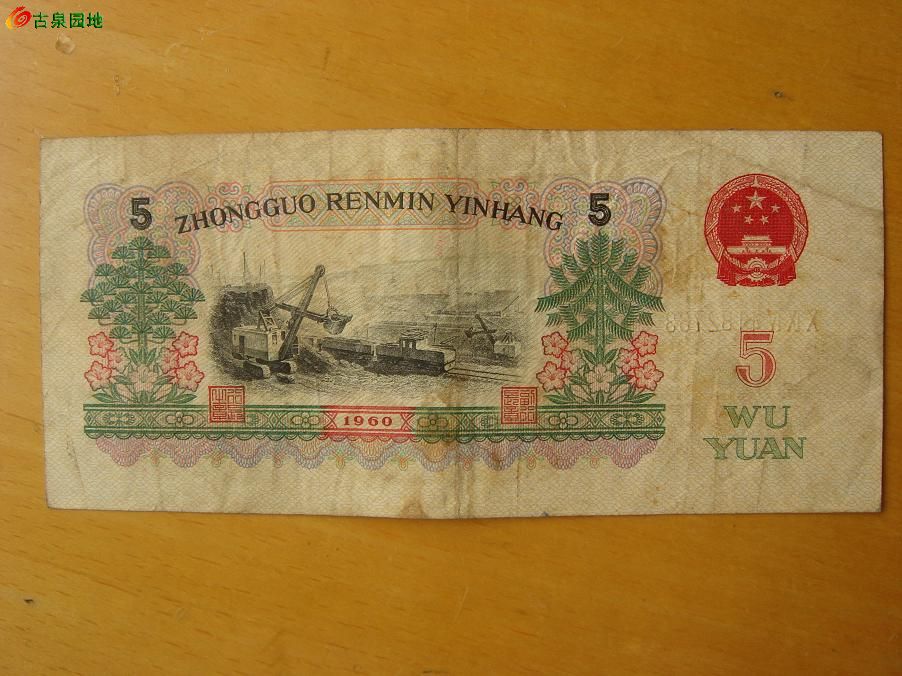 古泉园地
5 ZHONGGUO RENMIN YINHANG 5
5
1960
WU
YUAN